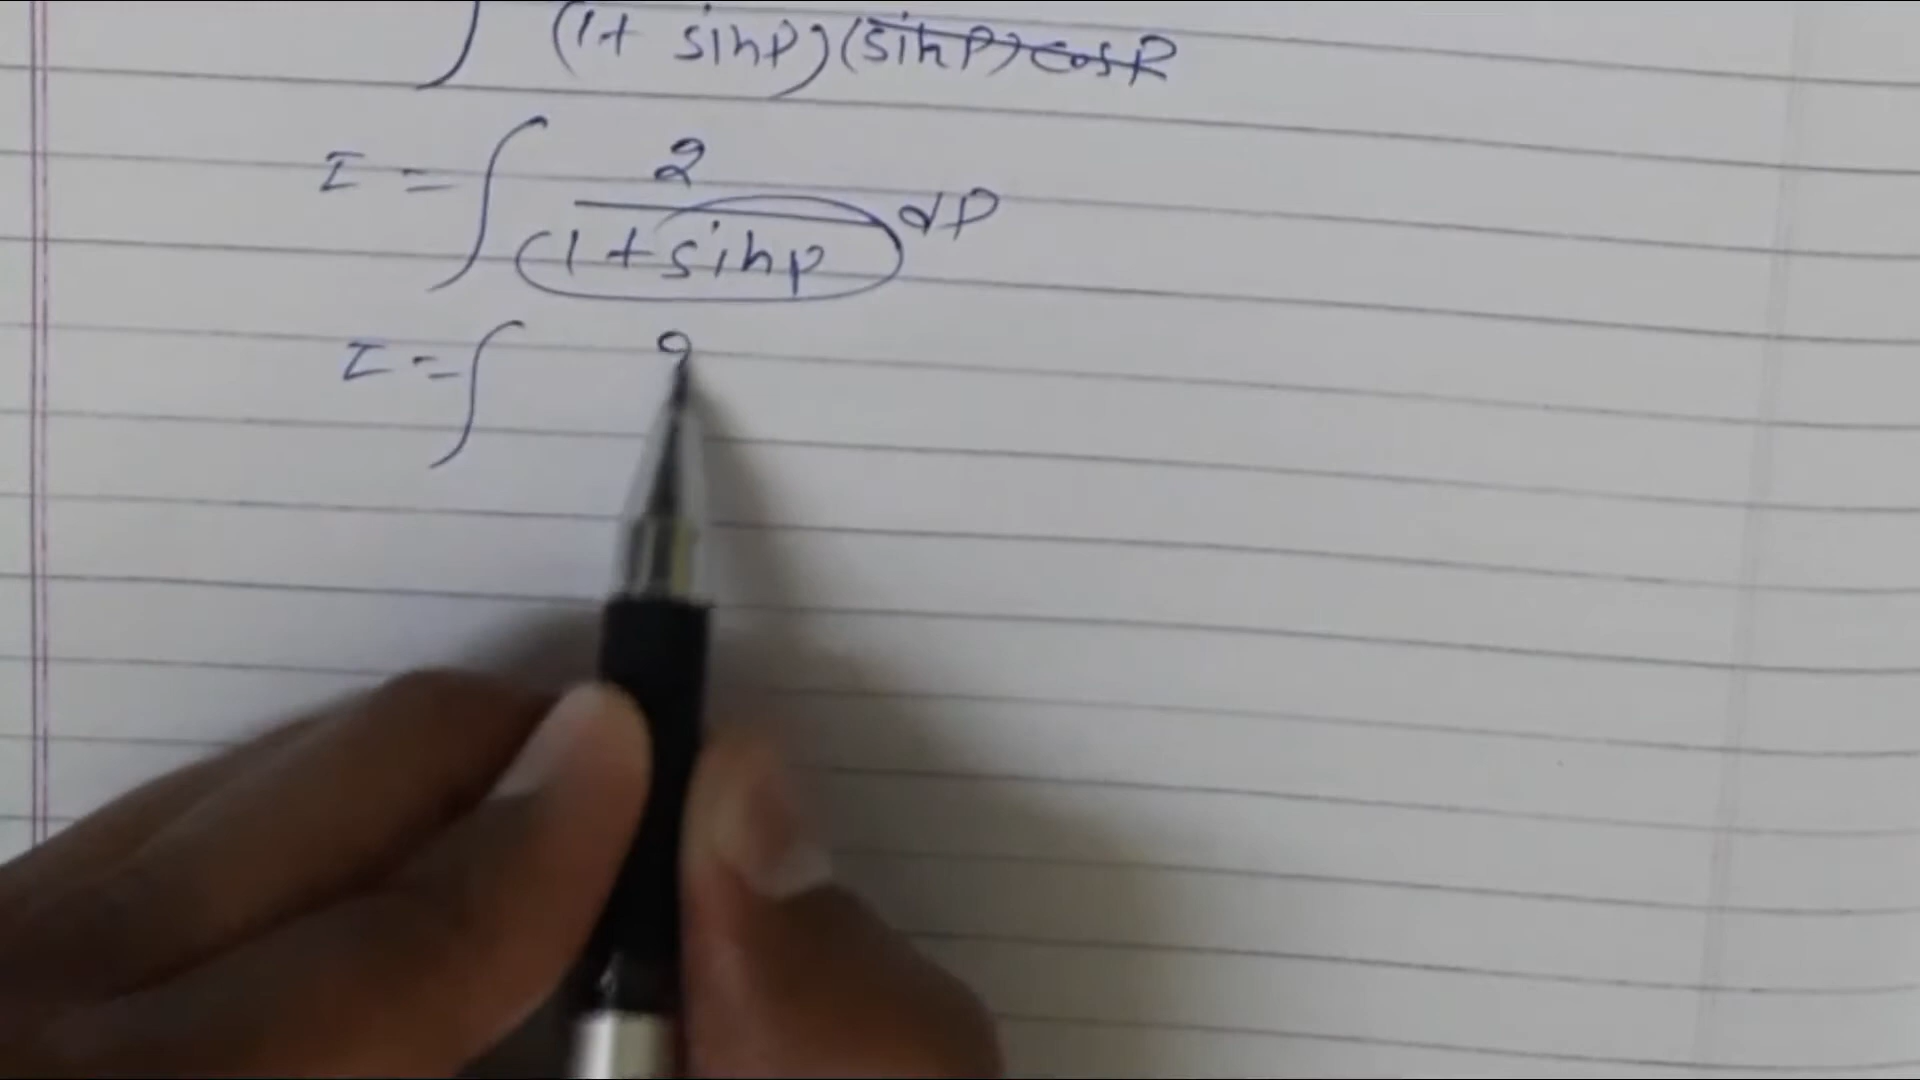 ∫ (1+ sinp)(sinp) cosp
I = ∫ 2 / (1+sinp) dp
I = ∫ 2